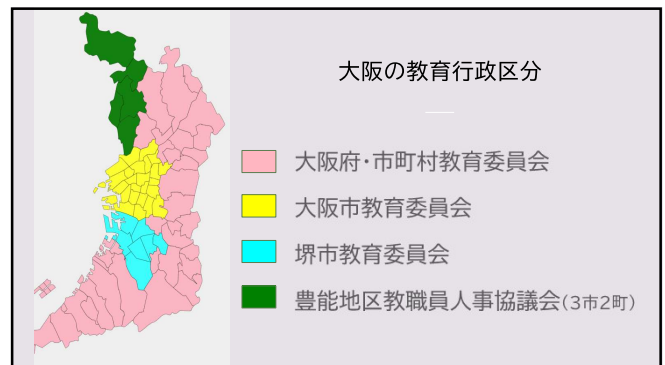 大阪の教育行政区分
大阪府・市町村教育委員会
大阪市教育委員会
堺市教育委員会
豊能地区教職員人事協議会(3市2町)